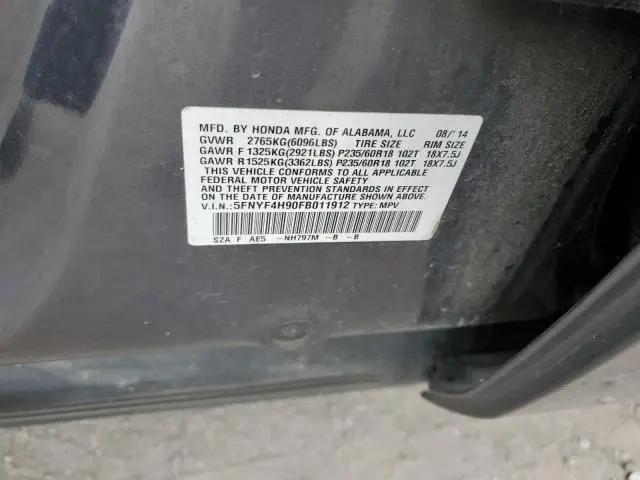 MFD. BY HONDA MFG. OF ALABAMA, LLC 08/'14
GVWR 2765KG(6096LBS) TIRE SIZE RIM SIZE
GAWR F 1325KG(2921LBS) P235/60R18 102T 18X7.5J
GAWR R 1525KG(3362LBS) P235/60R18 102T 18X7.5J
THIS VEHICLE CONFORMS TO ALL APPLICABLE
FEDERAL MOTOR VEHICLE SAFETY
AND THEFT PREVENTION STANDARDS IN EFFECT
ON THE DATE OF MANUFACTURE SHOWN ABOVE.
V.I.N.: 5FNYF4H90FB011912 TYPE: MPV
SZA F AE5 -NH797M -B -B